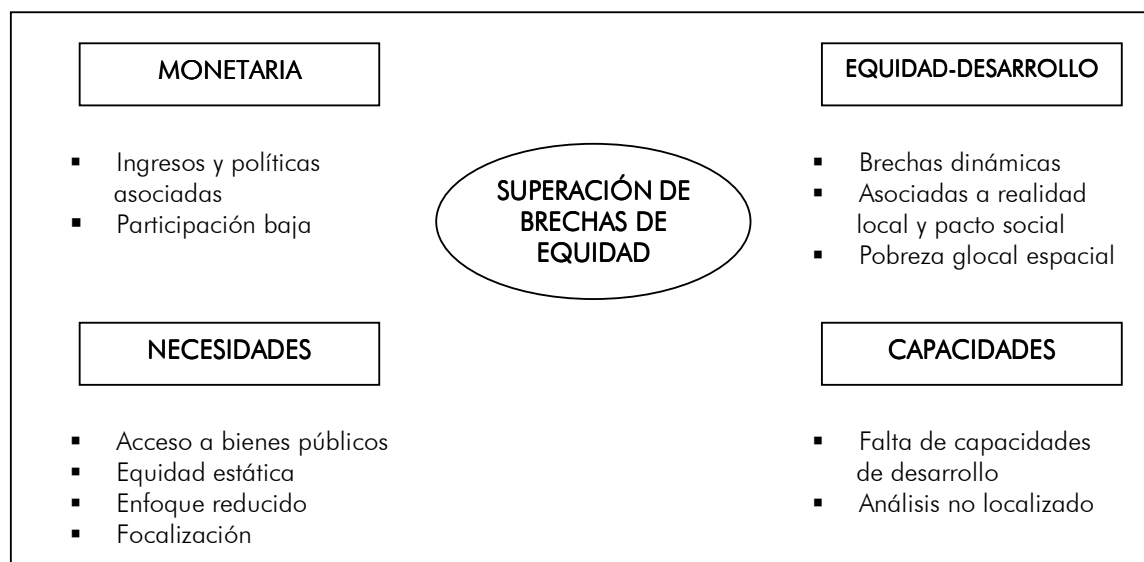 MONETARIA
▪ Ingresos y políticas
asociadas
▪ Participación baja
EQUIDAD-DESARROLLO
▪ Brechas dinámicas
▪ Asociadas a realidad
local y pacto social
▪ Pobreza glocal espacial
SUPERACIÓN DE
BRECHAS DE
EQUIDAD
NECESIDADES
▪ Acceso a bienes públicos
▪ Equidad estática
▪ Enfoque reducido
▪ Focalización
CAPACIDADES
▪ Falta de capacidades
de desarrollo
▪ Análisis no localizado